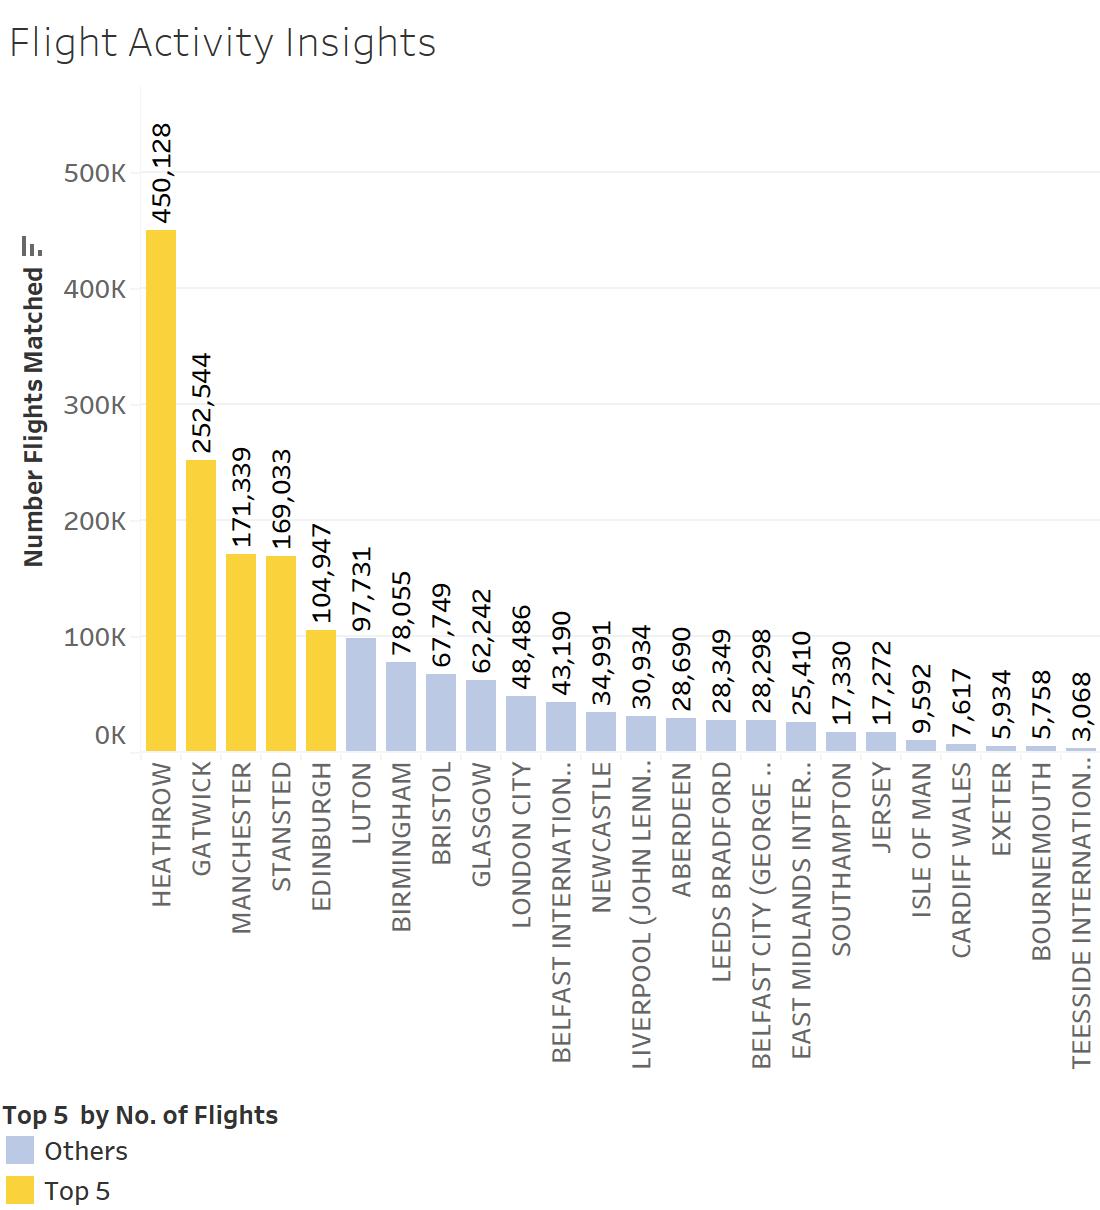 Flight Activity Insights
Number Flights Matched
500K
400K
300K
200K
100K
0K
450,128
252,544
171,339
169,033
104,947
97,731
78,055
67,749
62,242
48,486
43,190
34,991
30,934
28,690
28,349
28,298
25,410
17,330
17,272
9,592
7,617
5,934
5,758
3,068
HEATHROW
GATWICK
MANCHESTER
STANSTED
EDINBURGH
LUTON
BIRMINGHAM
BRISTOL
GLASGOW
LONDON CITY
BELFAST INTERNATION..
NEWCASTLE
LIVERPOOL (JOHN LENN..
ABERDEEN
LEEDS BRADFORD
BELFAST CITY (GEORGE ..
EAST MIDLANDS INTER..
SOUTHAMPTON
JERSEY
ISLE OF MAN
CARDIFF WALES
EXETER
BOURNEMOUTH
TEESSIDE INTERNATION..
Top 5  by No. of Flights
Others
Top 5